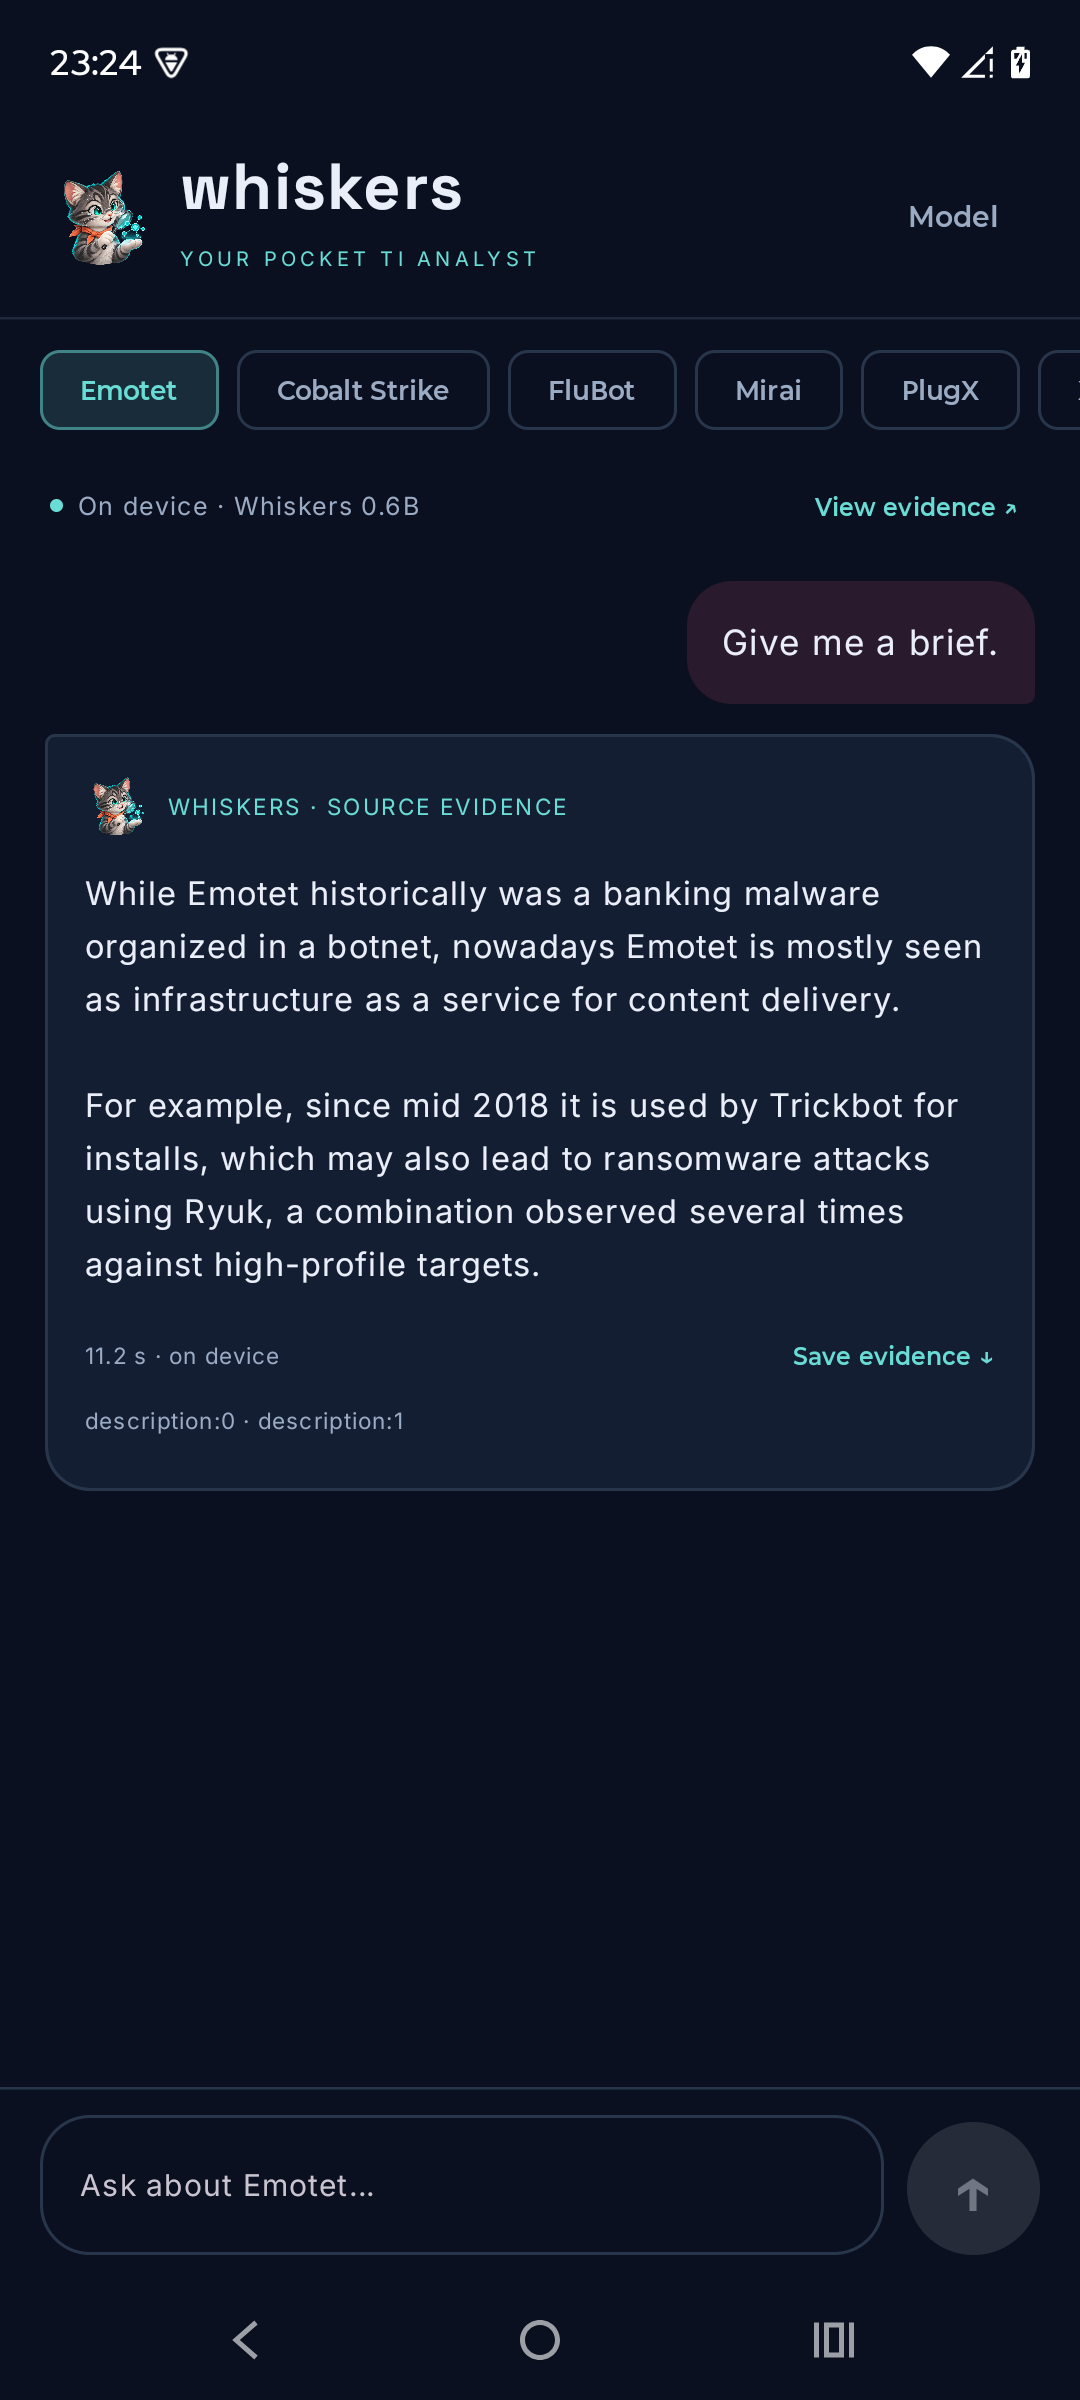 23:24
whiskers
YOUR POCKET TI ANALYST
Model
Emotet
Cobalt Strike
FluBot
Mirai
PlugX
On device · Whiskers 0.6B
View evidence ↗
Give me a brief.
WHISKERS · SOURCE EVIDENCE
While Emotet historically was a banking malware
organized in a botnet, nowadays Emotet is mostly seen
as infrastructure as a service for content delivery.
For example, since mid 2018 it is used by Trickbot for
installs, which may also lead to ransomware attacks
using Ryuk, a combination observed several times
against high-profile targets.
11.2 s · on device
Save evidence ↓
description:0 · description:1
Ask about Emotet...